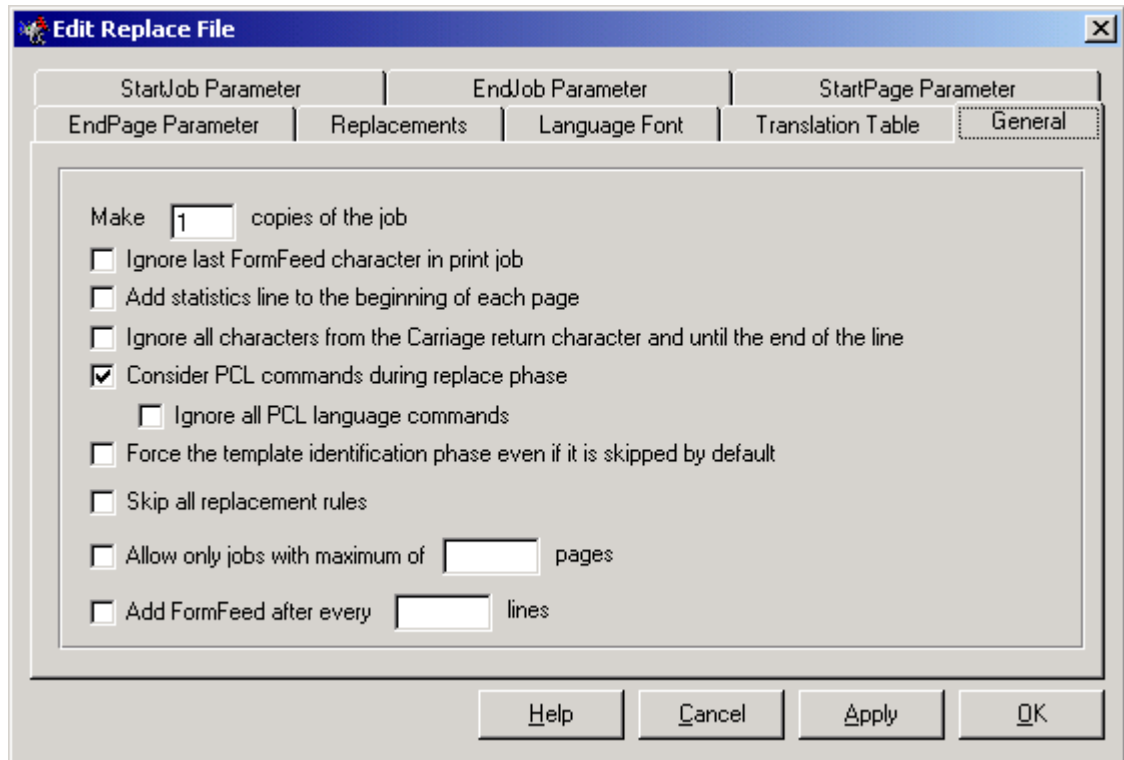 Edit Replace File
StartJob Parameter EndJob Parameter StartPage Parameter
EndPage Parameter Replacements Language Font Translation Table General
Make 1 copies of the job
Ignore last FormFeed character in print job
Add statistics line to the beginning of each page
Ignore all characters from the Carriage return character and until the end of the line
Consider PCL commands during replace phase
Ignore all PCL language commands
Force the template identification phase even if it is skipped by default
Skip all replacement rules
Allow only jobs with maximum of pages
Add FormFeed after every lines
Help Cancel Apply OK